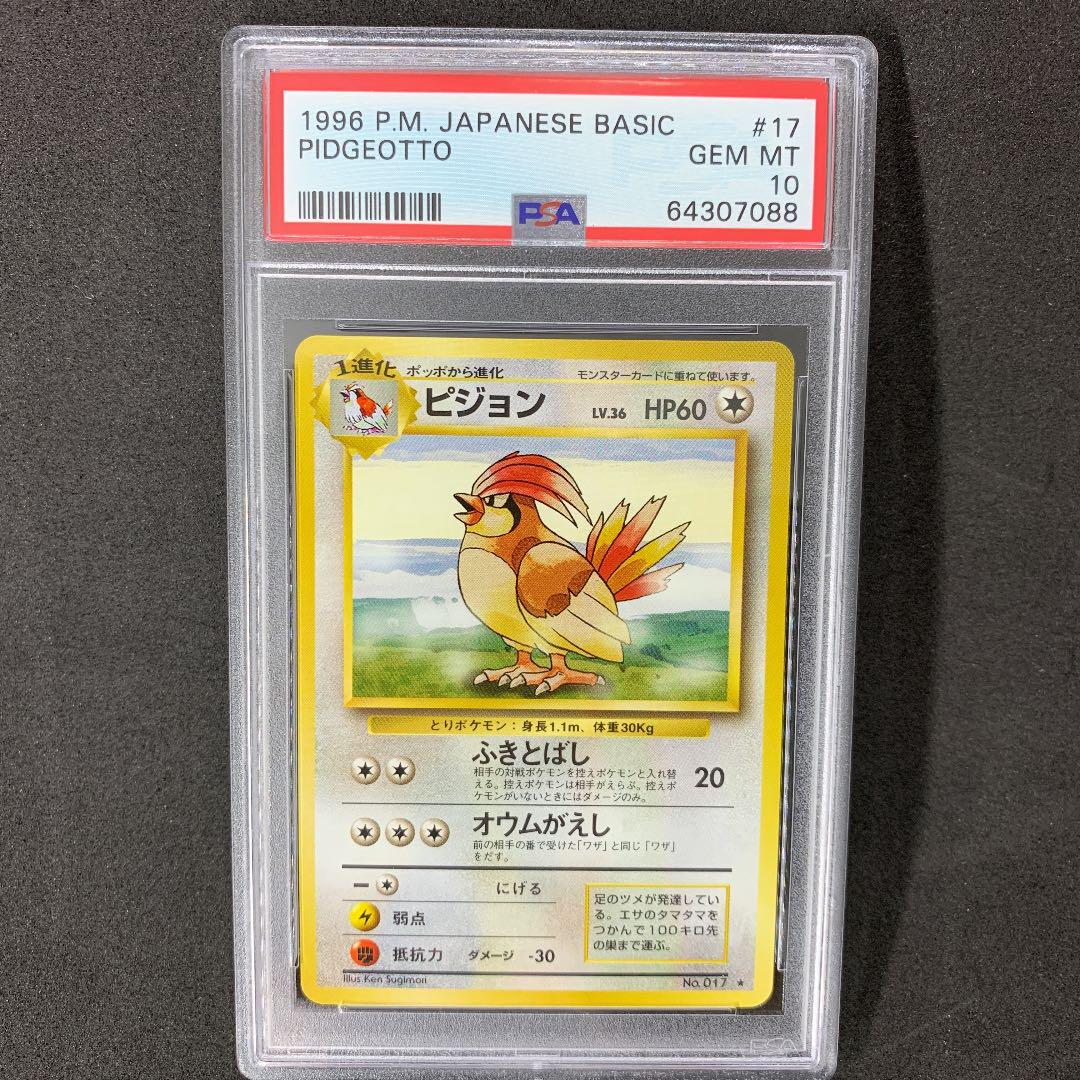 1996 P.M. JAPANESE BASIC #17
PIDGEOTTO GEM MT
10
PSA 64307088
1進化 ポッポから進化 モンスターカードに重ねて使います。
ピジョン LV.36 HP60
とりポケモン：身長1.1m、体重30Kg
ふきとばし
相手の対戦ポケモンを控えポケモンと入れ替
える。控えポケモンは相手がえらぶ。控えポ
ケモンがいないときにはダメージのみ。
20
オウムがえし
前の相手の番で受けた「ワザ」と同じ「ワザ」
をだす。
にげる
弱点
抵抗力 ダメージ -30
足のツメが発達してい
る。エサのタマタマを
つかんで100キロ先
の巣まで運ぶ。
Illus.Ken Sugimori No.017 ★
PSA